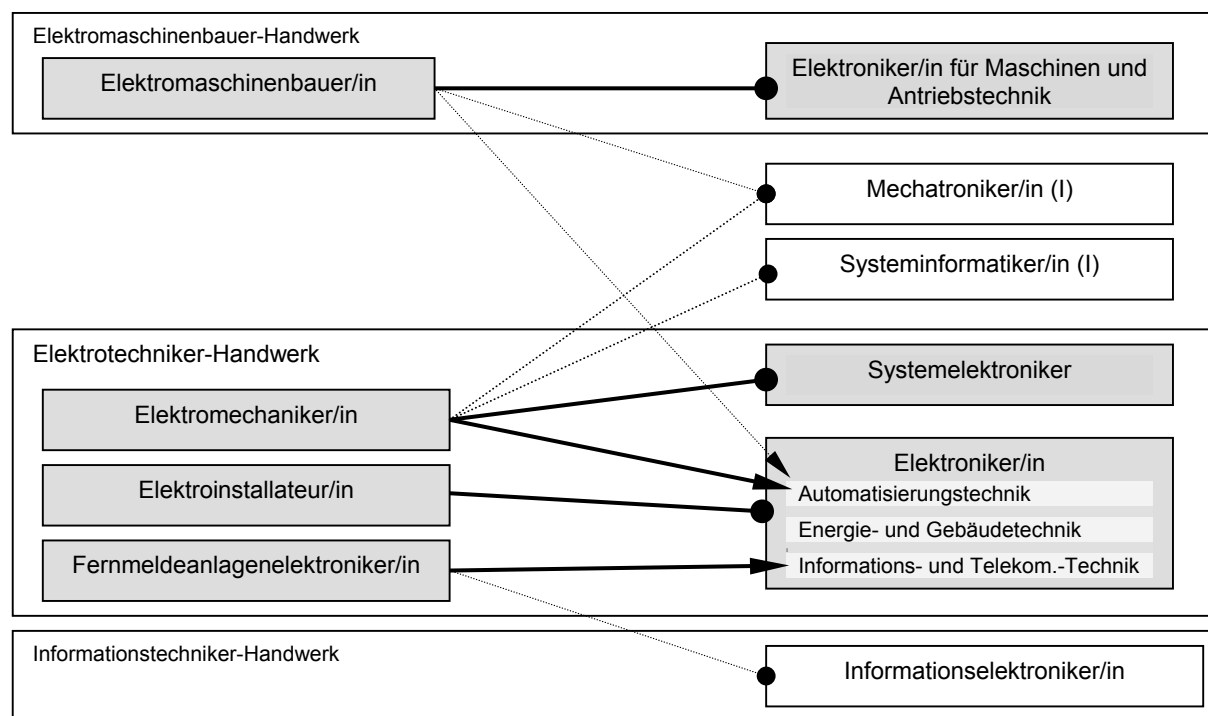 Elektromaschinenbauer-Handwerk
Elektromaschinenbauer/in
Elektroniker/in für Maschinen und
Antriebstechnik
Mechatroniker/in (I)
Systeminformatiker/in (I)
Elektrotechniker-Handwerk
Systemelektroniker
Elektromechaniker/in
Elektroniker/in
Automatisierungstechnik
Elektroinstallateur/in
Energie- und Gebäudetechnik
Fernmeldeanlagenelektroniker/in
Informations- und Telekom.-Technik
Informationstechniker-Handwerk
Informationselektroniker/in